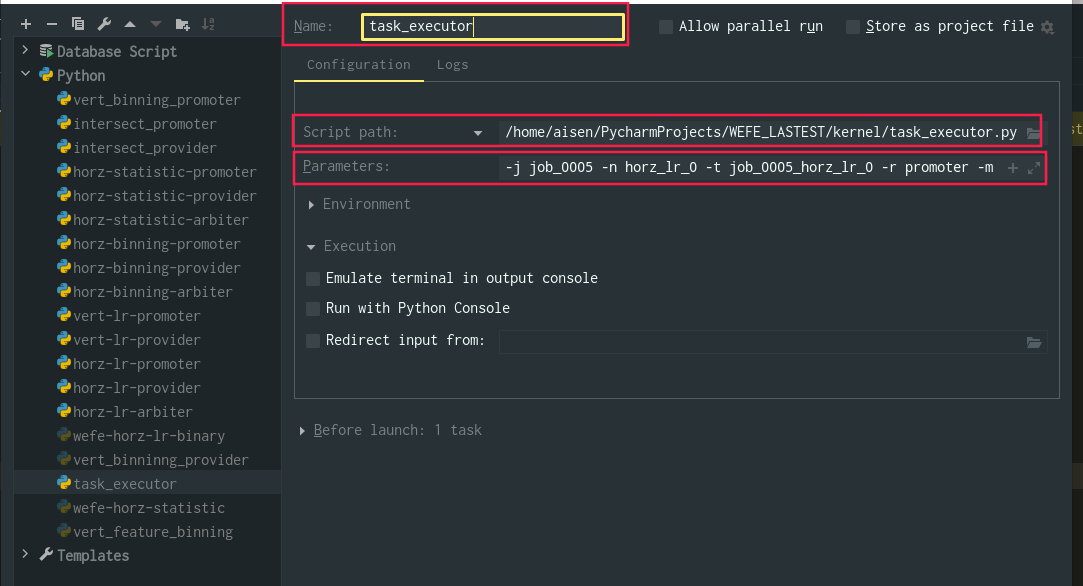 Database Script
Python
vert_binning_promoter
intersect_promoter
intersect_provider
horz-statistic-promoter
horz-statistic-provider
horz-statistic-arbiter
horz-binning-promoter
horz-binning-provider
horz-binning-arbiter
vert-lr-promoter
vert-lr-provider
horz-lr-promoter
horz-lr-provider
horz-lr-arbiter
wefe-horz-lr-binary
vert_binninng_provider
task_executor
wefe-horz-statistic
vert_feature_binning
Templates
Name: task_executor Allow parallel run Store as project file
Configuration Logs
Script path: /home/aisen/PycharmProjects/WEFE_LASTEST/kernel/task_executor.py
Parameters: -j job_0005 -n horz_lr_0 -t job_0005_horz_lr_0 -r promoter -m
Environment
Execution
Emulate terminal in output console
Run with Python Console
Redirect input from:
Before launch: 1 task
st